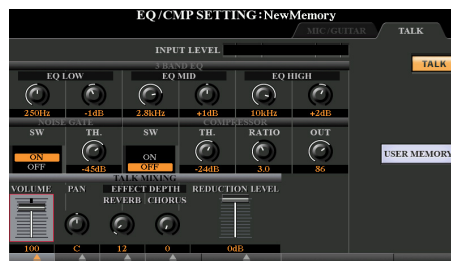 EQ/CMP SETTING:NewMemory
MIC/GUITAR TALK
INPUT LEVEL
3 BAND EQ
TALK
EQ LOW EQ MID EQ HIGH
250Hz -1dB 2.8kHz +1dB 10kHz +2dB
NOISE GATE COMPRESSOR
SW TH. SW TH. RATIO OUT
ON ON
OFF -45dB OFF -24dB 3.0 86
USER MEMORY
TALK MIXING
VOLUME PAN EFFECT DEPTH REDUCTION LEVEL
REVERB CHORUS
100 C 12 0 0dB